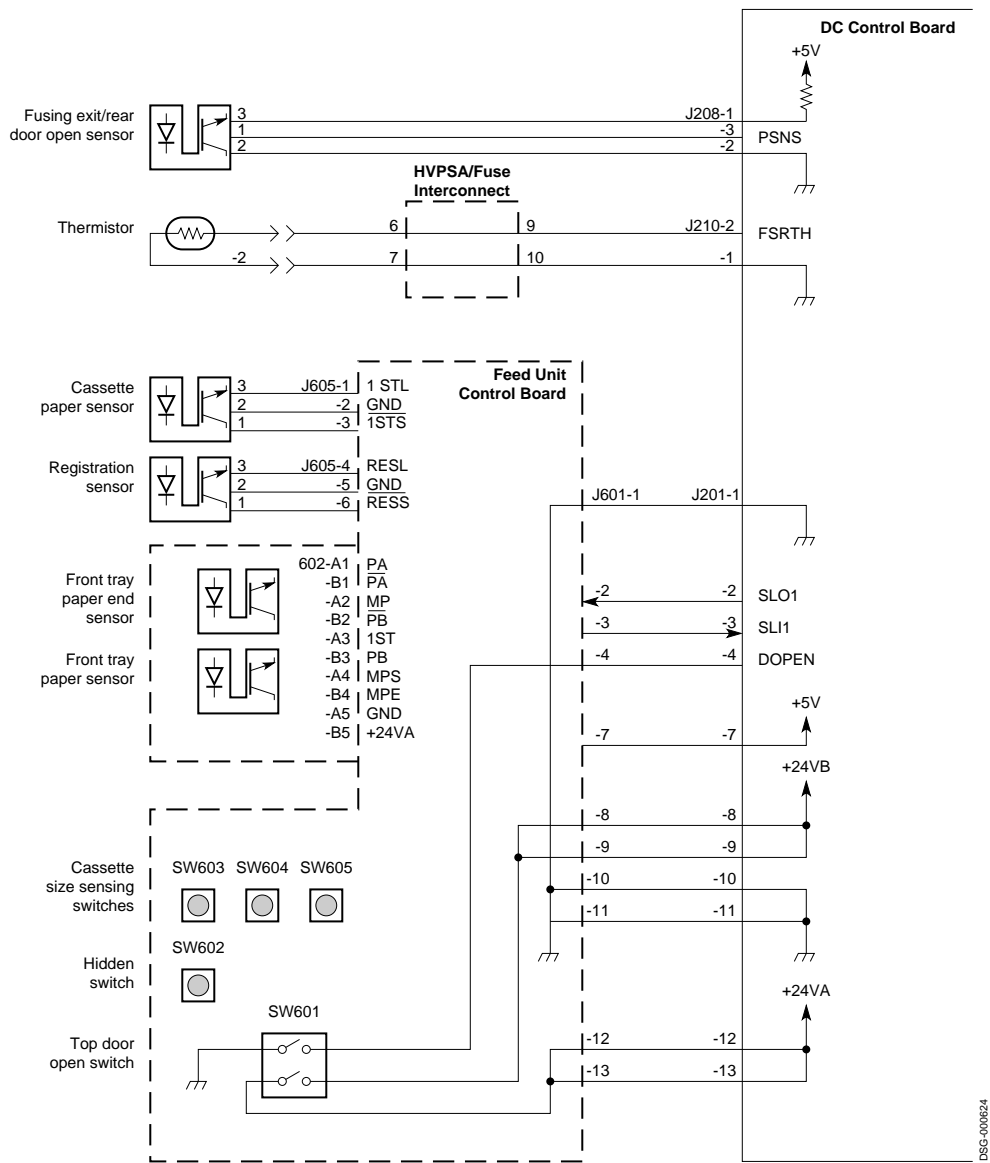 DC Control Board
+5V
Fusing exit/rear
door open sensor
3
1
2
J208-1
-3
-2
PSNS
HVPSA/Fuse
Interconnect
Thermistor
6
9
J210-2
FSRTH
-2
7
10
-1
Feed Unit
Control Board
Cassette
paper sensor
3
2
1
J605-1
-2
-3
1 STL
GND
1STS
Registration
sensor
3
2
1
J605-4
-5
-6
RESL
GND
RESS
J601-1
J201-1
Front tray
paper end
sensor
Front tray
paper sensor
602-A1 PA
-B1 PA
-A2 MP
-B2 PB
-A3 1ST
-B3 PB
-A4 MPS
-B4 MPE
-A5 GND
-B5 +24VA
-2
-2
SLO1
-3
-3
SLI1
-4
-4
DOPEN
+5V
-7
-7
+24VB
-8
-8
-9
-9
-10
-10
-11
-11
Cassette
size sensing
switches
SW603 SW604 SW605
Hidden
switch
SW602
Top door
open switch
SW601
+24VA
-12
-12
-13
-13
DSG-000624